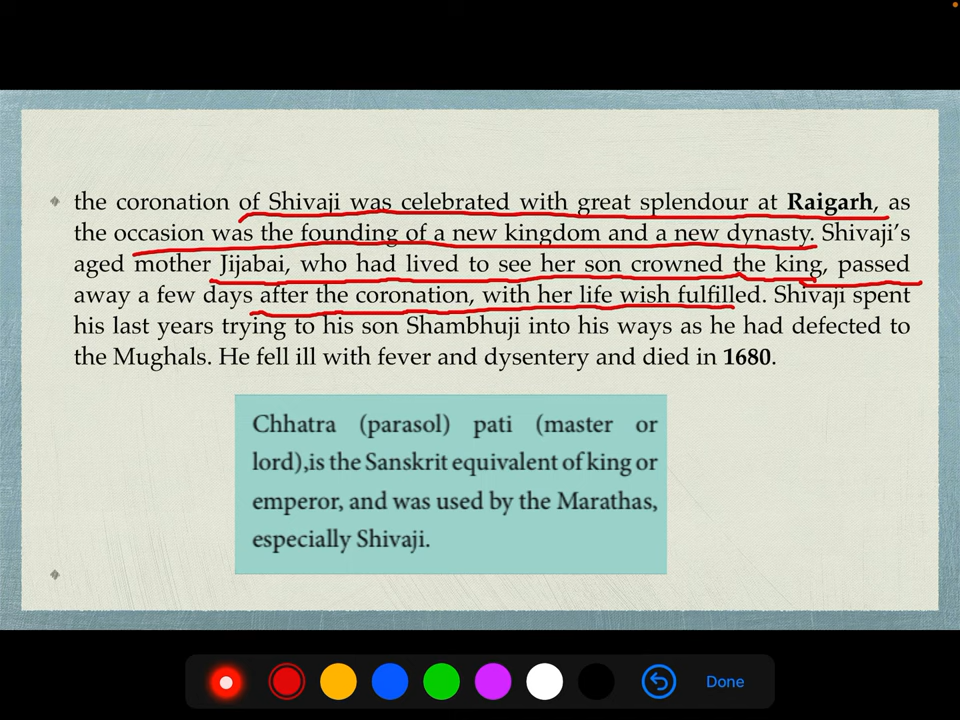 the coronation of Shivaji was celebrated with great splendour at Raigarh, as
the occasion was the founding of a new kingdom and a new dynasty. Shivaji's
aged mother Jijabai, who had lived to see her son crowned the king, passed
away a few days after the coronation, with her life wish fulfilled. Shivaji spent
his last years trying to his son Shambhuji into his ways as he had defected to
the Mughals. He fell ill with fever and dysentery and died in 1680.
Chhatra (parasol) pati (master or
lord),is the Sanskrit equivalent of king or
emperor, and was used by the Marathas,
especially Shivaji.
Done